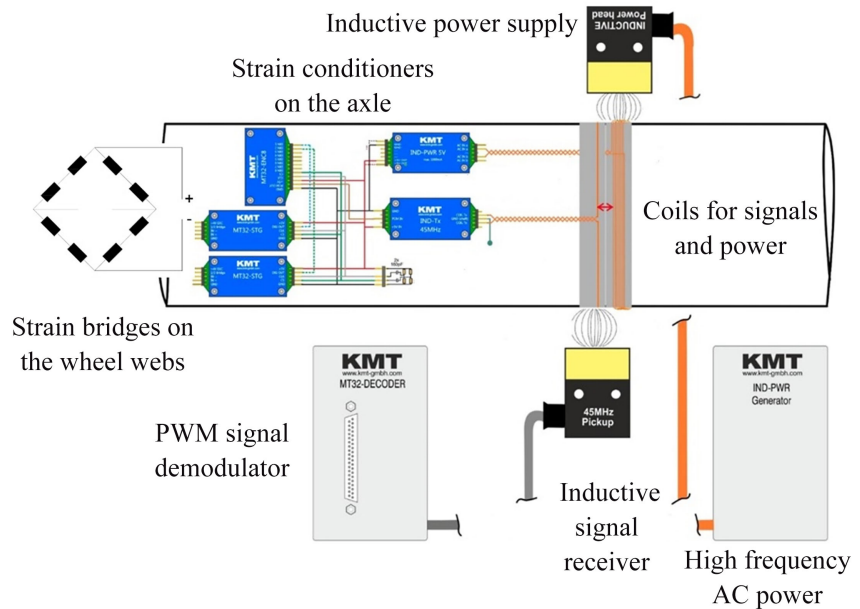 Inductive power supply
INDUCTIVE
Power head
Strain conditioners
on the axle
KMT
MT32-ENC8
KMT
IND-PWR 5V
KMT
MT32-STG
KMT
IND-Tx
45MHz
KMT
MT32-STG
+
-
Coils for signals
and power
Strain bridges on
the wheel webs
KMT
www.kmt-gmbh.com
MT32-DECODER
PWM signal
demodulator
45MHz
Pickup
Inductive
signal
receiver
KMT
www.kmt-gmbh.com
IND-PWR
Generator
High frequency
AC power